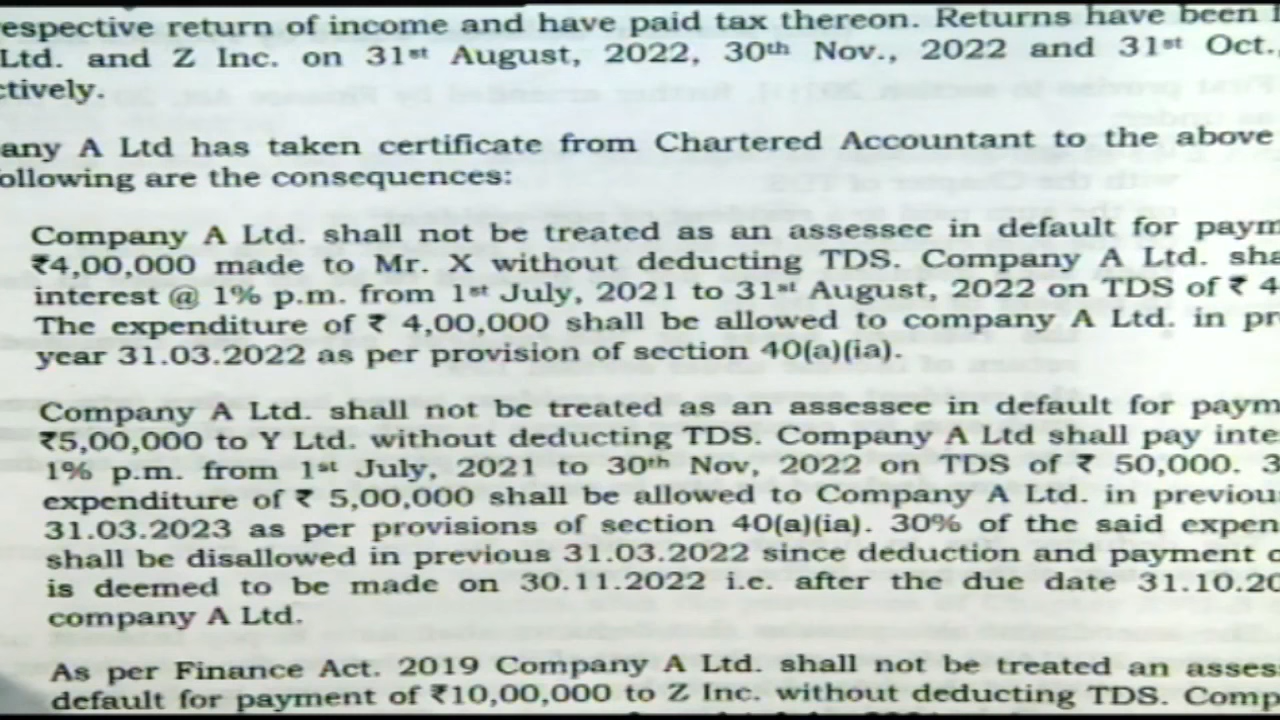 espective return of income and have paid tax thereon. Returns have been
Ltd. and Z Inc. on 31st August, 2022, 30th Nov., 2022 and 31st Oct.,
ctively.
any A Ltd has taken certificate from Chartered Accountant to the above
ollowing are the consequences:
Company A Ltd. shall not be treated as an assessee in default for paym
₹4,00,000 made to Mr. X without deducting TDS. Company A Ltd. sha
interest @ 1% p.m. from 1st July, 2021 to 31st August, 2022 on TDS of ₹ 4
The expenditure of ₹ 4,00,000 shall be allowed to company A Ltd. in pr
year 31.03.2022 as per provision of section 40(a)(ia).
Company A Ltd. shall not be treated as an assessee in default for paym
₹5,00,000 to Y Ltd. without deducting TDS. Company A Ltd shall pay inte
1% p.m. from 1st July, 2021 to 30th Nov, 2022 on TDS of ₹ 50,000. 3
expenditure of ₹ 5,00,000 shall be allowed to Company A Ltd. in previou
31.03.2023 as per provisions of section 40(a)(ia). 30% of the said expen
shall be disallowed in previous 31.03.2022 since deduction and payment
is deemed to be made on 30.11.2022 i.e. after the due date 31.10.20
company A Ltd.
As per Finance Act. 2019 Company A Ltd. shall not be treated an asses
default for payment of ₹10,00,000 to Z Inc. without deducting TDS. Comp